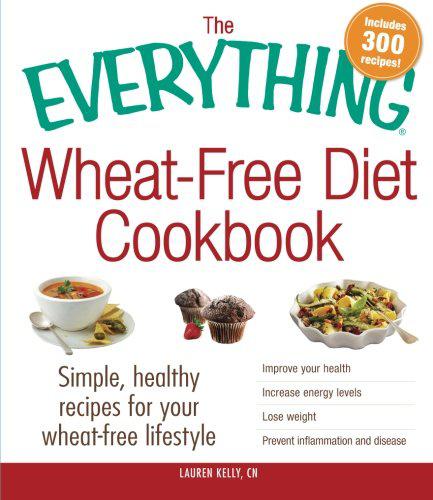 The
EVERYTHING®
Includes
300
recipes!
Wheat-Free Diet
Cookbook
Simple, healthy
recipes for your
wheat-free lifestyle
Improve your health
Increase energy levels
Lose weight
Prevent inflammation and disease
LAUREN KELLY, CN